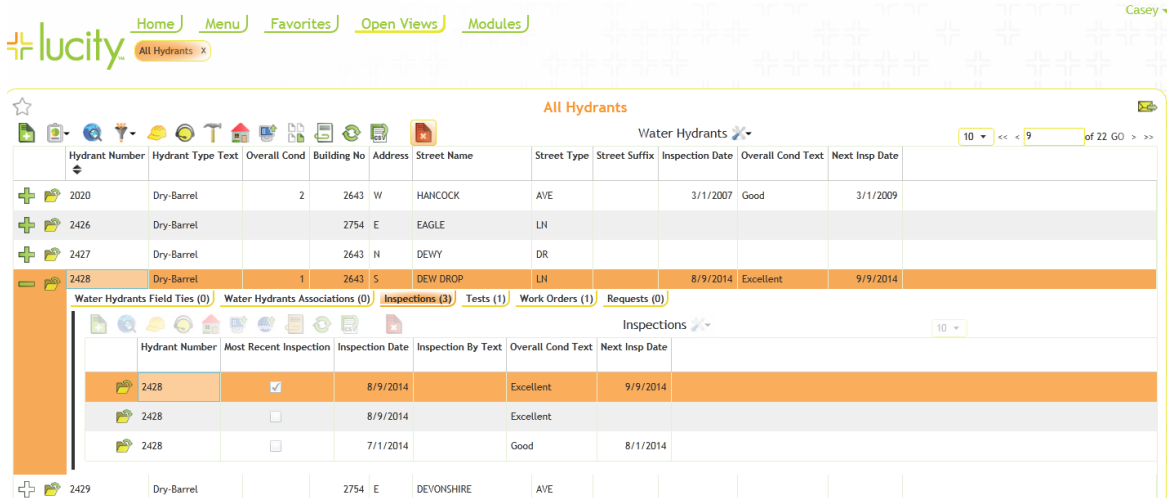 Casey
Home Menu Favorites Open Views Modules
lucity™
All Hydrants x
All Hydrants
Water Hydrants
10 << < 9 of 22 GO > >>
Hydrant Number Hydrant Type Text Overall Cond Building No Address Street Name Street Type Street Suffix Inspection Date Overall Cond Text Next Insp Date
2020 Dry-Barrel 2 2643 W HANCOCK AVE 3/1/2007 Good 3/1/2009
2426 Dry-Barrel 2754 E EAGLE LN
2427 Dry-Barrel 2643 N DEWY DR
2428 Dry-Barrel 1 2643 S DEW DROP LN 8/9/2014 Excellent 9/9/2014
Water Hydrants Field Ties (0) Water Hydrants Associations (0) Inspections (3) Tests (1) Work Orders (1) Requests (0)
Inspections 10
Hydrant Number Most Recent Inspection Inspection Date Inspection By Text Overall Cond Text Next Insp Date
2428 8/9/2014 Excellent 9/9/2014
2428 8/9/2014 Excellent
2428 7/1/2014 Good 8/1/2014
2429 Dry-Barrel 2754 E DEVONSHIRE AVE